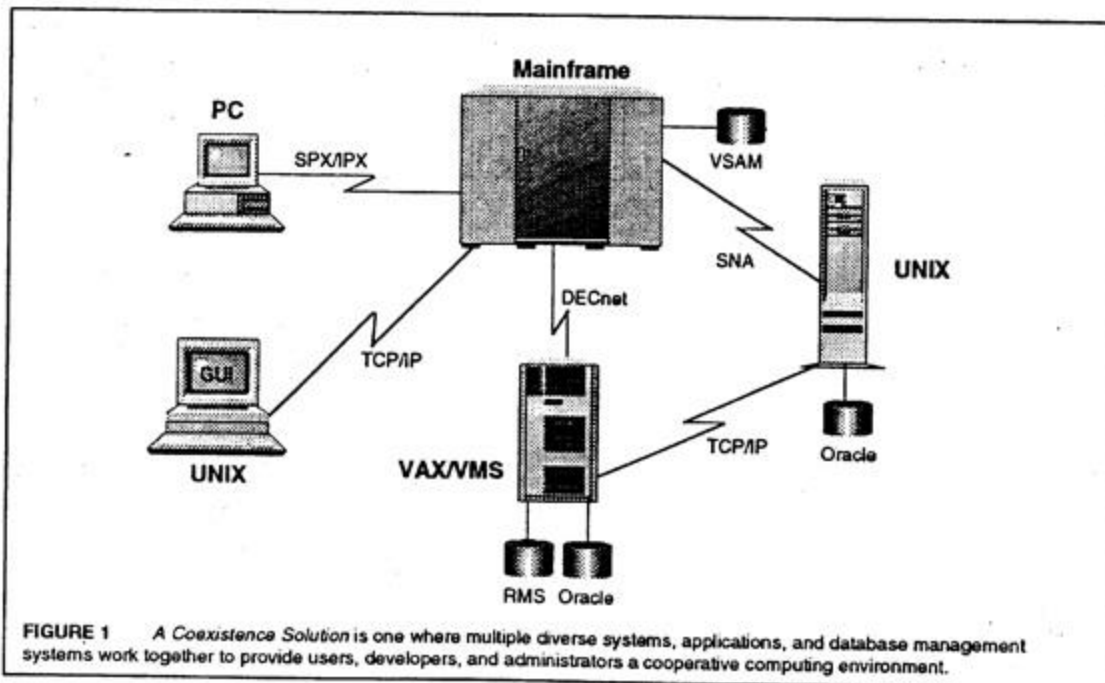 Mainframe
PC
SPX/IPX
VSAM
SNA
UNIX
DECnet
TCP/IP
GUI
UNIX
VAX/VMS
TCP/IP
Oracle
RMS Oracle
FIGURE 1 A Coexistence Solution is one where multiple diverse systems, applications, and database management
systems work together to provide users, developers, and administrators a cooperative computing environment.